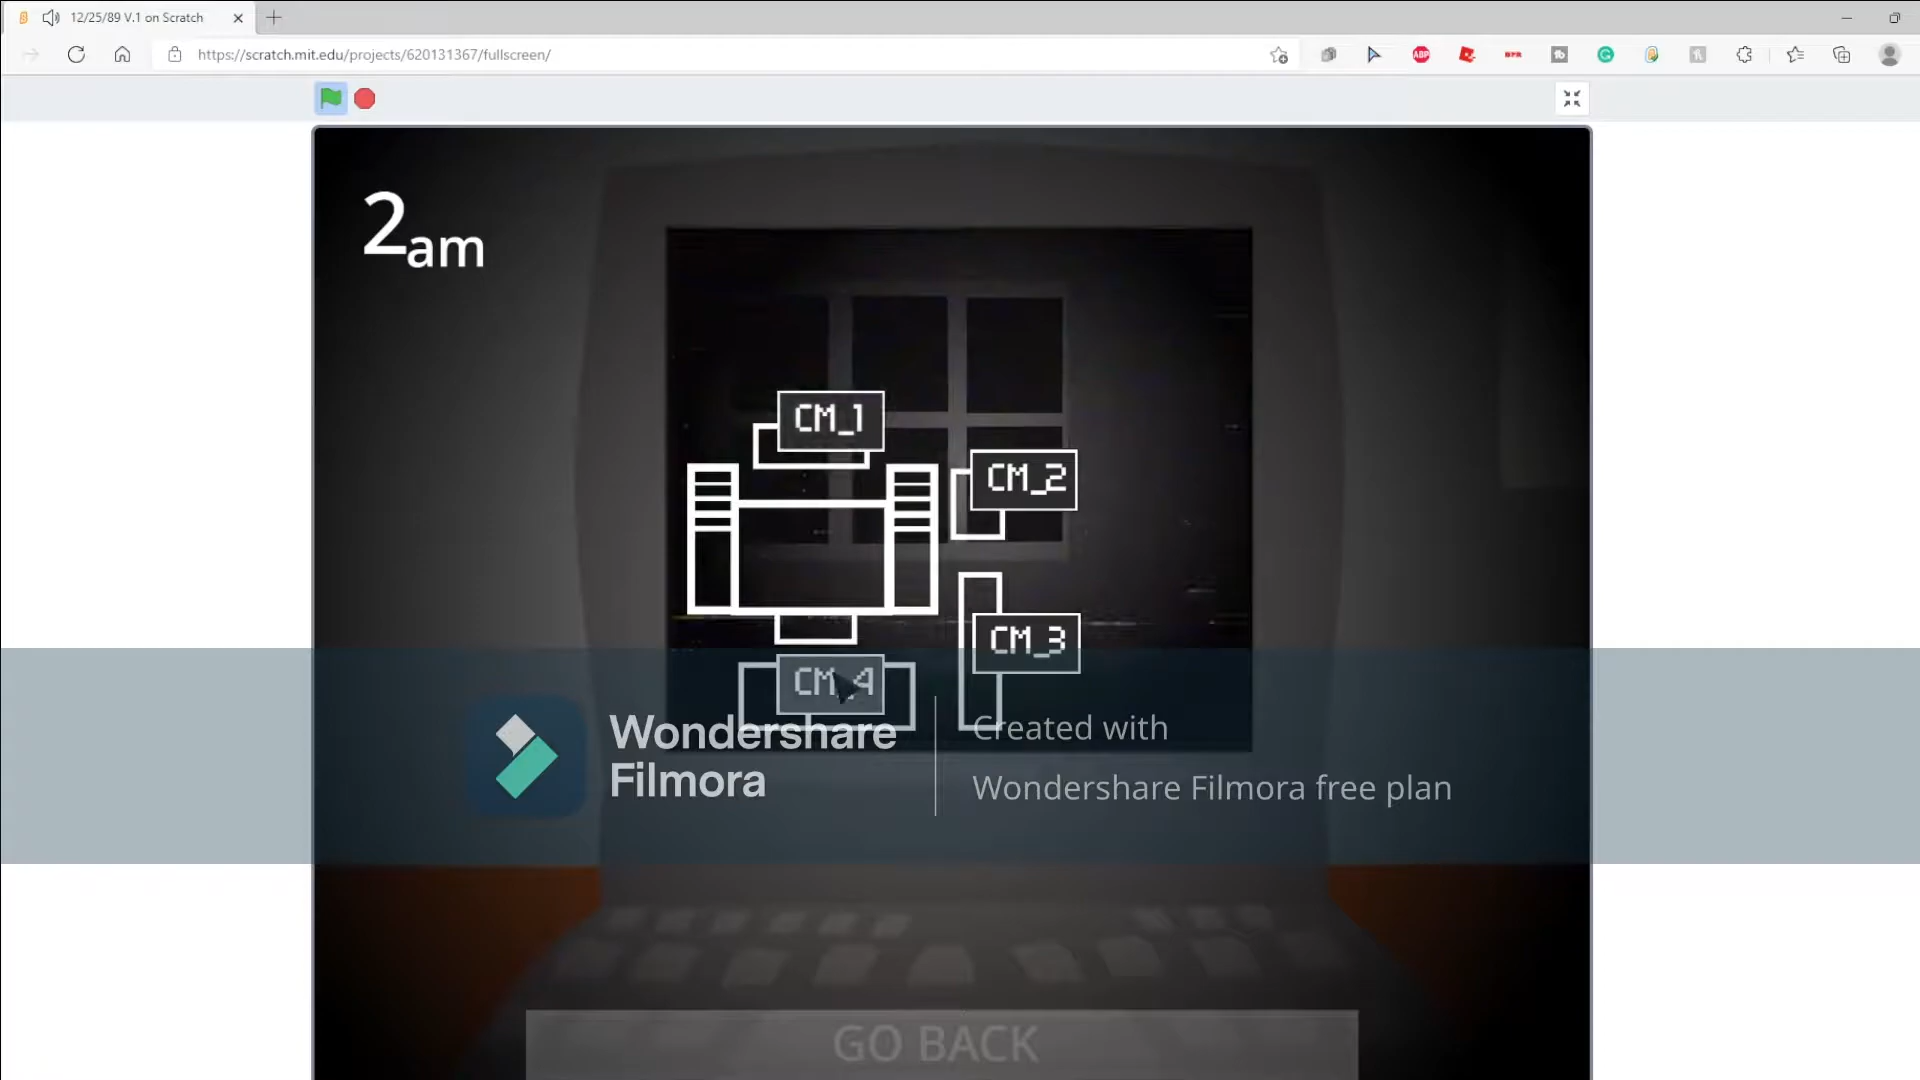 12/25/89 V.1 on Scratch
https://scratch.mit.edu/projects/620131367/fullscreen/
ABP
2am
CM_1
CM_2
CM_3
CM_4
Wondershare
Filmora
Created with
Wondershare Filmora free plan
GO BACK